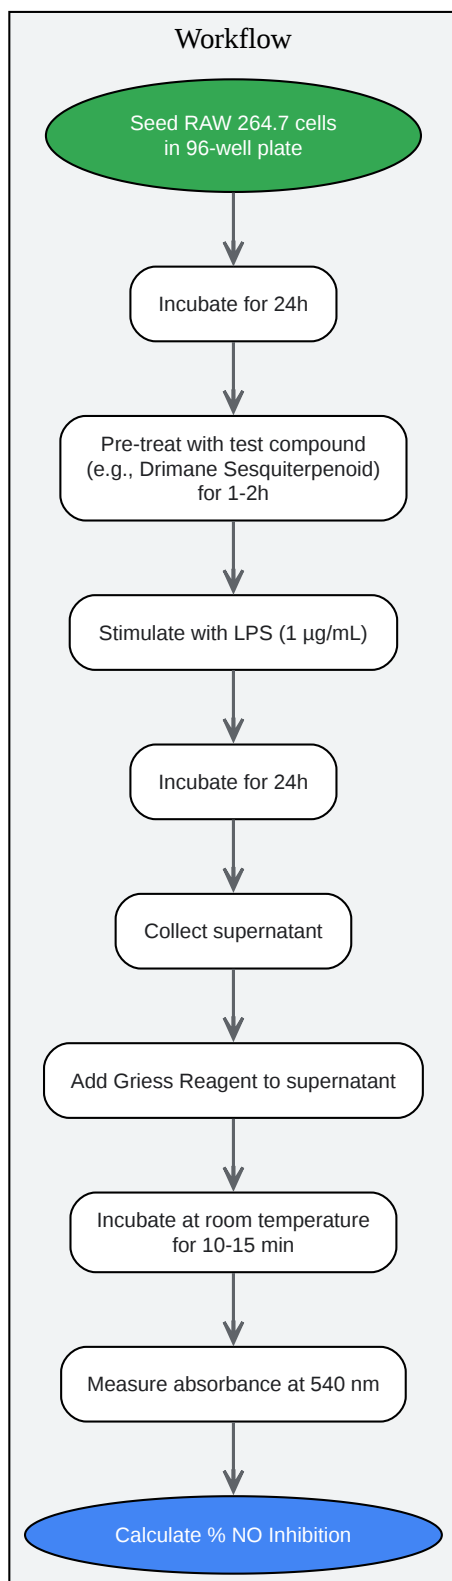 Workflow
Seed RAW 264.7 cells
in 96-well plate
Incubate for 24h
Pre-treat with test compound
(e.g., Drimane Sesquiterpenoid)
for 1-2h
Stimulate with LPS (1 µg/mL)
Incubate for 24h
Collect supernatant
Add Griess Reagent to supernatant
Incubate at room temperature
for 10-15 min
Measure absorbance at 540 nm
Calculate % NO Inhibition